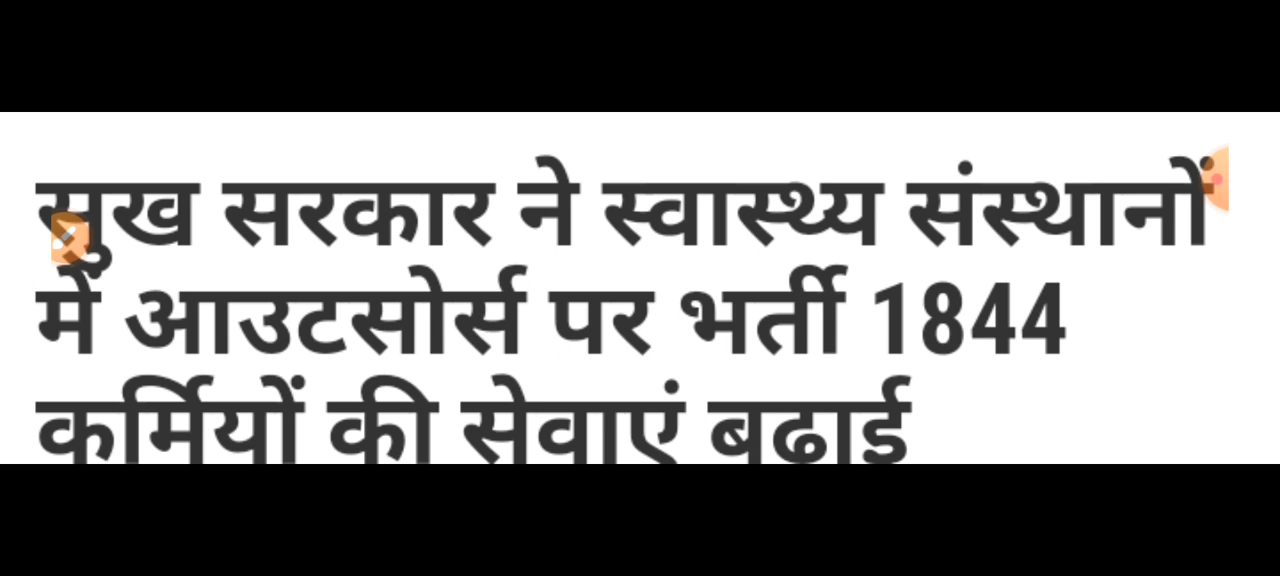 सुख सरकार ने स्वास्थ्य संस्थानों
में आउटसोर्स पर भर्ती 1844
कर्मियों की सेवाएं बढाई